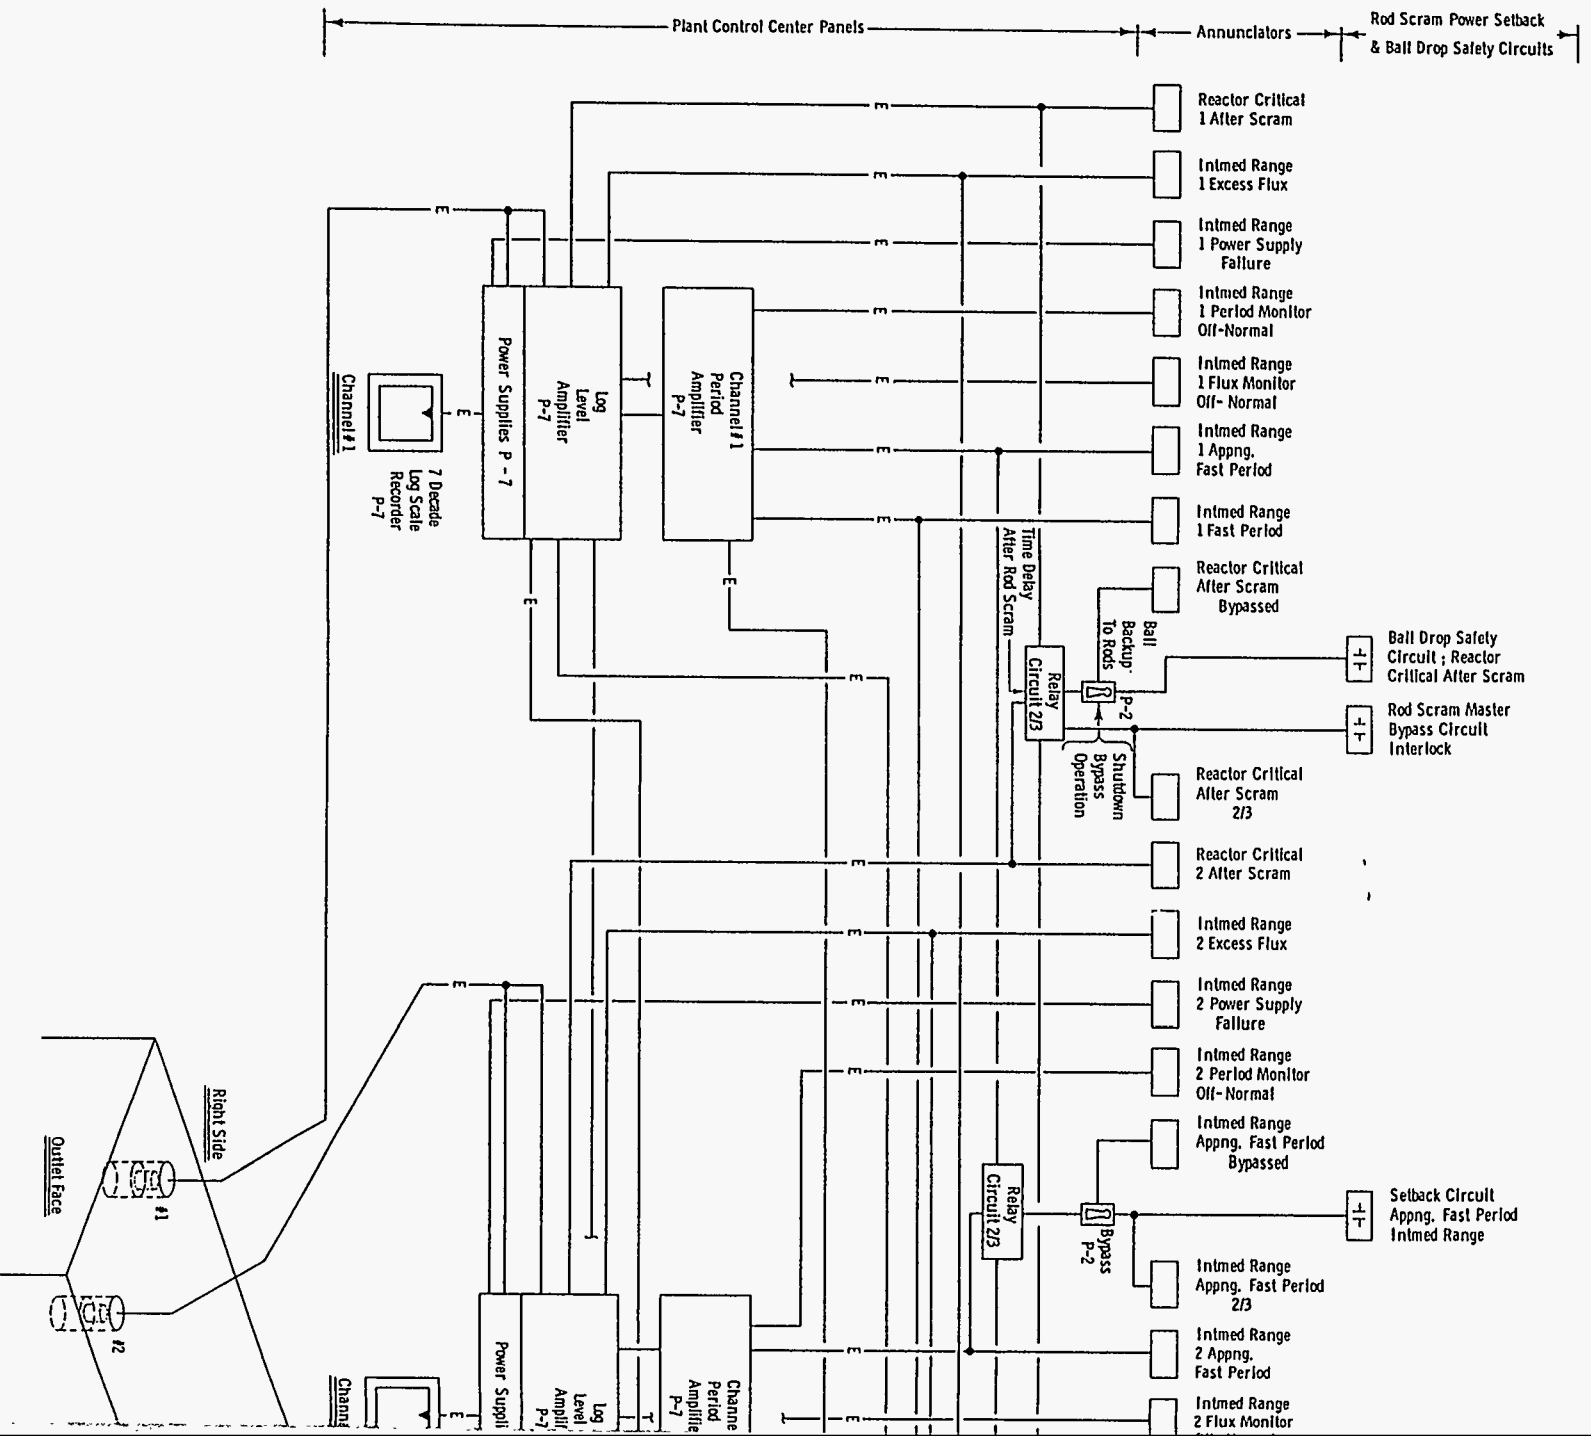 Plant Control Center Panels
Annunciators
Rod Scram Power Setback
& Ball Drop Safety Circuits
E
Reactor Critical
1 After Scram
E
Intmed Range
1 Excess Flux
E
E
Intmed Range
1 Power Supply
Failure
E
Intmed Range
1 Period Monitor
Off-Normal
E
Intmed Range
1 Flux Monitor
Off- Normal
E
Intmed Range
1 Appng.
Fast Period
E
Intmed Range
1 Fast Period
Channel #1
E
7 Decade
Log Scale
Recorder
P-7
Power Supplies P - 7
Log
Level
Amplifier
P-7
Channel #1
Period
Amplifier
P-7
E
E
E
Time Delay
After Rod Scram
Reactor Critical
After Scram
Bypassed
Ball
Backup
To Rods
Relay
Circuit 2/3
P-2
Ball Drop Safety
Circuit ; Reactor
Critical After Scram
Rod Scram Master
Bypass Circuit
Interlock
Shutdown
Bypass
Operation
Reactor Critical
After Scram
2/3
E
Reactor Critical
2 After Scram
E
Intmed Range
2 Excess Flux
E
E
Intmed Range
2 Power Supply
Failure
E
Intmed Range
2 Period Monitor
Off- Normal
Intmed Range
Appng. Fast Period
Bypassed
Relay
Circuit 2/3
Bypass
P-2
Setback Circuit
Appng. Fast Period
Intmed Range
Intmed Range
Appng. Fast Period
2/3
E
Intmed Range
2 Appng.
Fast Period
E
Intmed Range
2 Flux Monitor
Right Side
Outlet Face
#1
#2
Chann
E
Power Suppli
Log
Level
Amplifi
P-7
Channe
Period
Amplifie
P-7